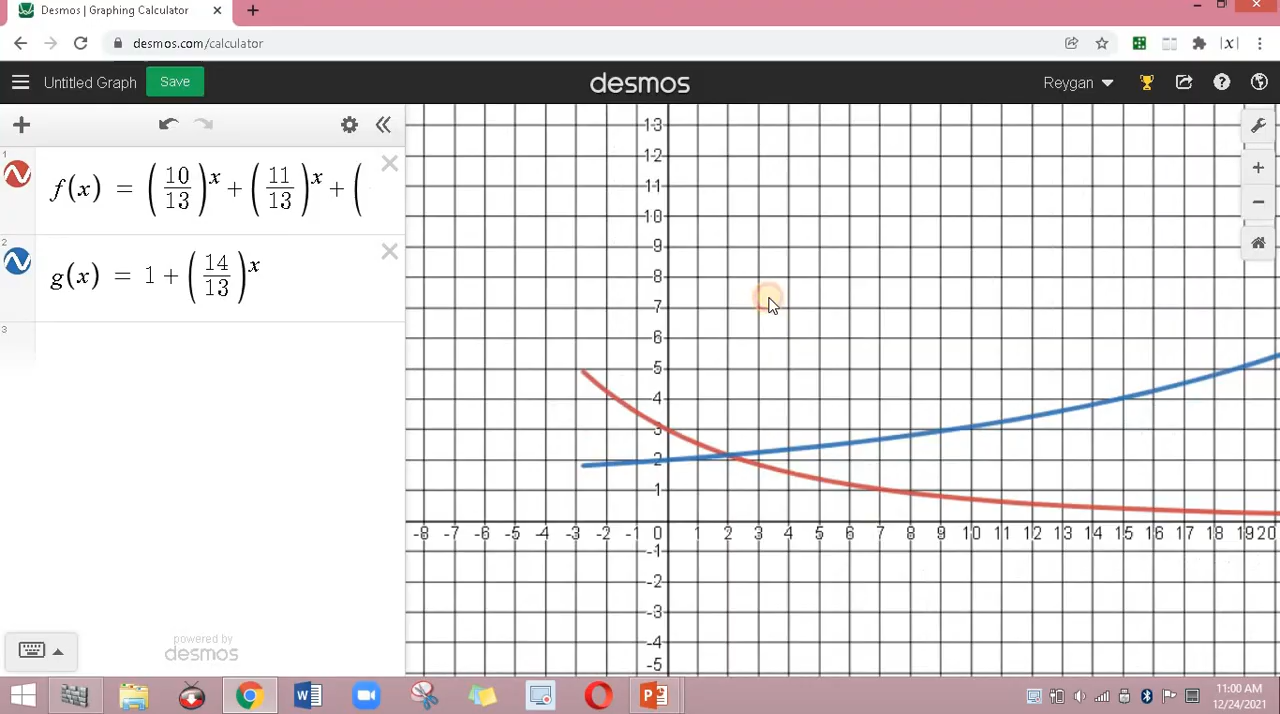 Desmos | Graphing Calculator
desmos.com/calculator
|x|
Untitled Graph Save desmos Reygan
1
f(x) = (10/13)^x + (11/13)^x + (
2
g(x) = 1 + (14/13)^x
3
13
12
11
10
9
8
7
6
5
4
3
2
1
-8 -7 -6 -5 -4 -3 -2 -1 0 1 2 3 4 5 6 7 8 9 10 11 12 13 14 15 16 17 18 19 20
-1
-2
-3
-4
-5
powered by
desmos
11:00 AM
12/24/2021